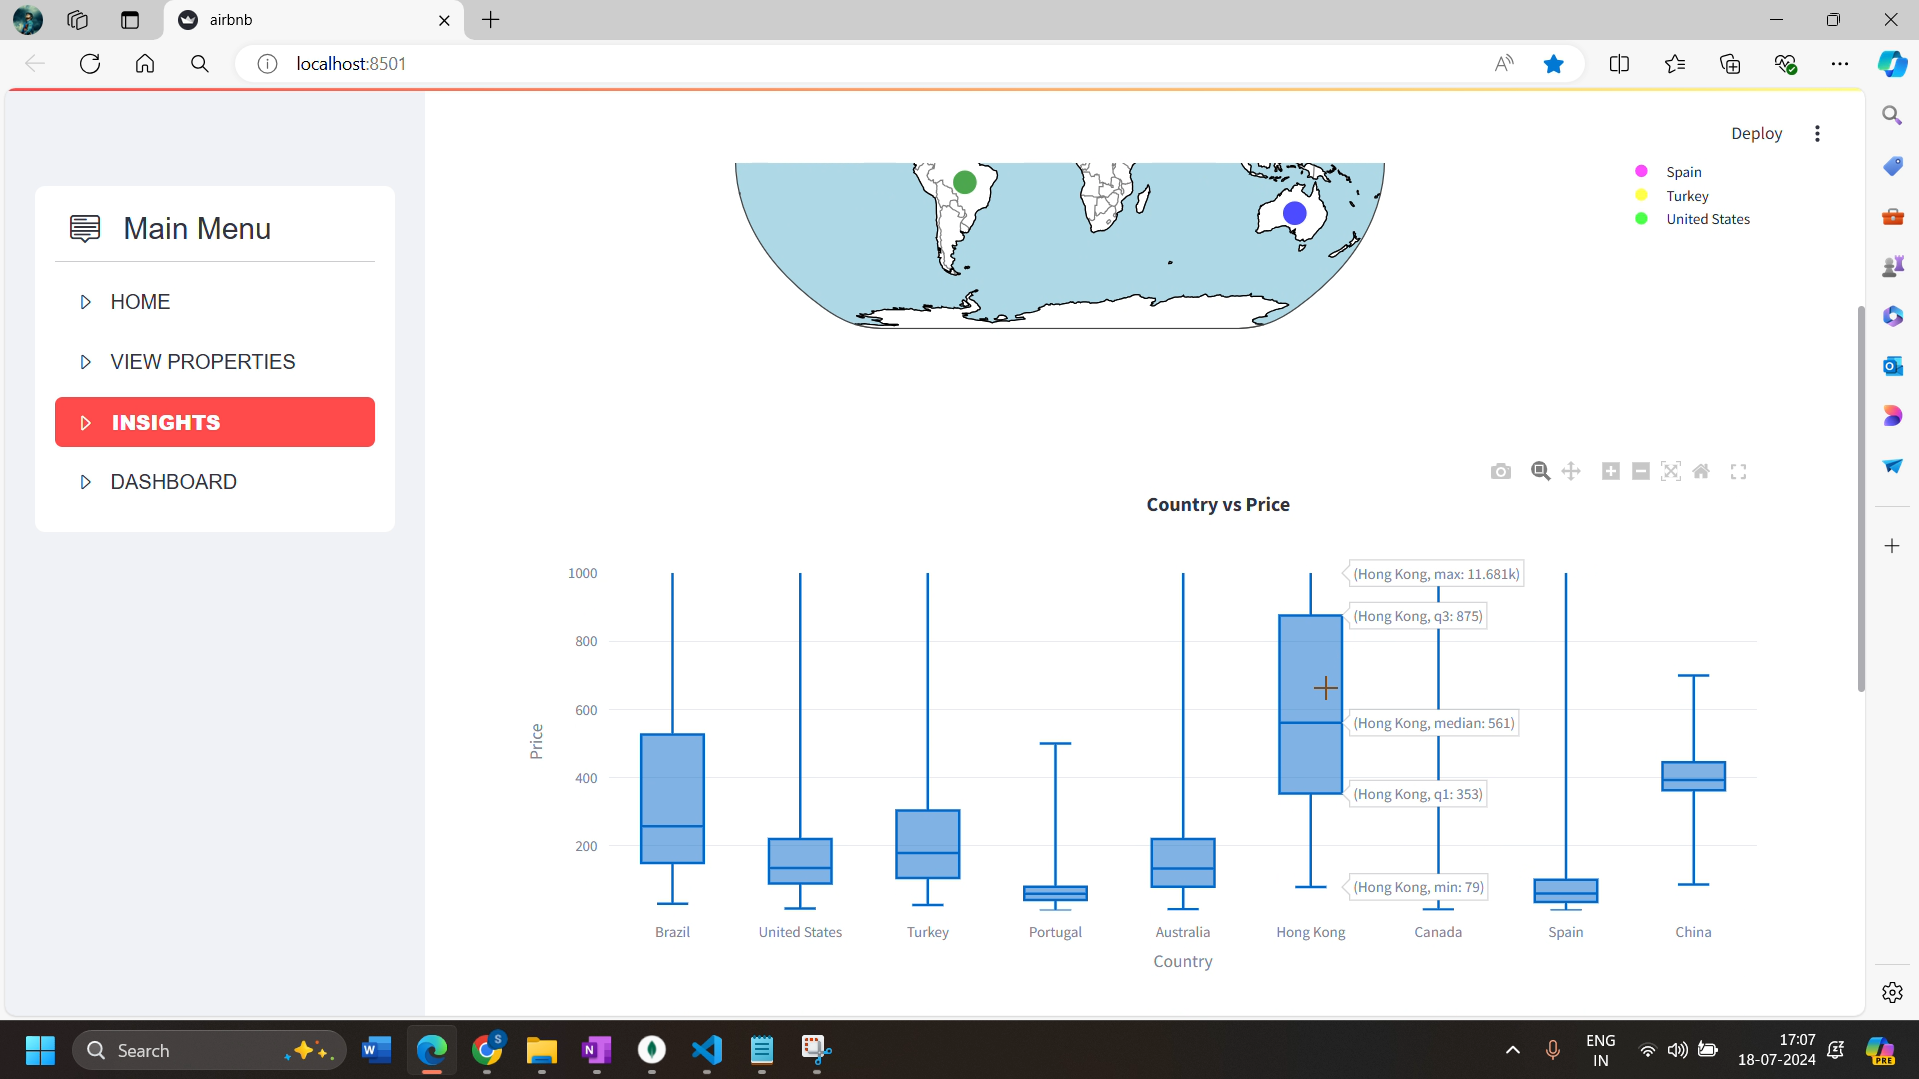 airbnb
localhost:8501
Deploy
Main Menu
HOME
VIEW PROPERTIES
INSIGHTS
DASHBOARD
Spain
Turkey
United States
Country vs Price
1000
800
600
400
200
Price
(Hong Kong, max: 11.681k)
(Hong Kong, q3: 875)
(Hong Kong, median: 561)
(Hong Kong, q1: 353)
(Hong Kong, min: 79)
Brazil
United States
Turkey
Portugal
Australia
Hong Kong
Canada
Spain
China
Country
Search
S
ENG
IN
17:07
18-07-2024
PRE